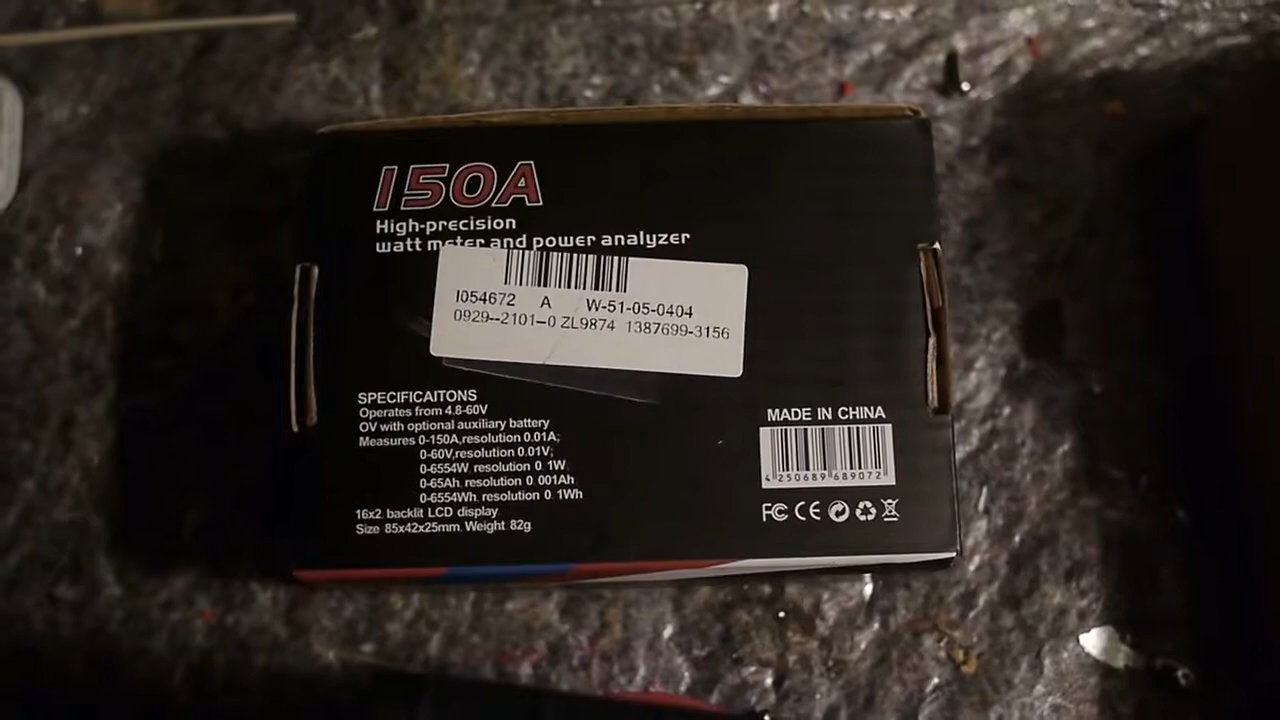 150A
High-precision
watt meter and power analyzer
I054672 A W-51-05-0404
0929--2101--0 ZL9874 1387699-3156
SPECIFICAITONS
Operates from 4.8-60V
OV with optional auxiliary battery
Measures 0-150A,resolution 0.01A;
0-60V,resolution 0.01V;
0-6554W, resolution 0.1W
0-65Ah, resolution 0.001Ah,
0-6554Wh, resolution 0.1Wh
16x2 backlit LCD display
Size 85x42x25mm, Weight 82g
MADE IN CHINA
4 250689 689072
FC CE